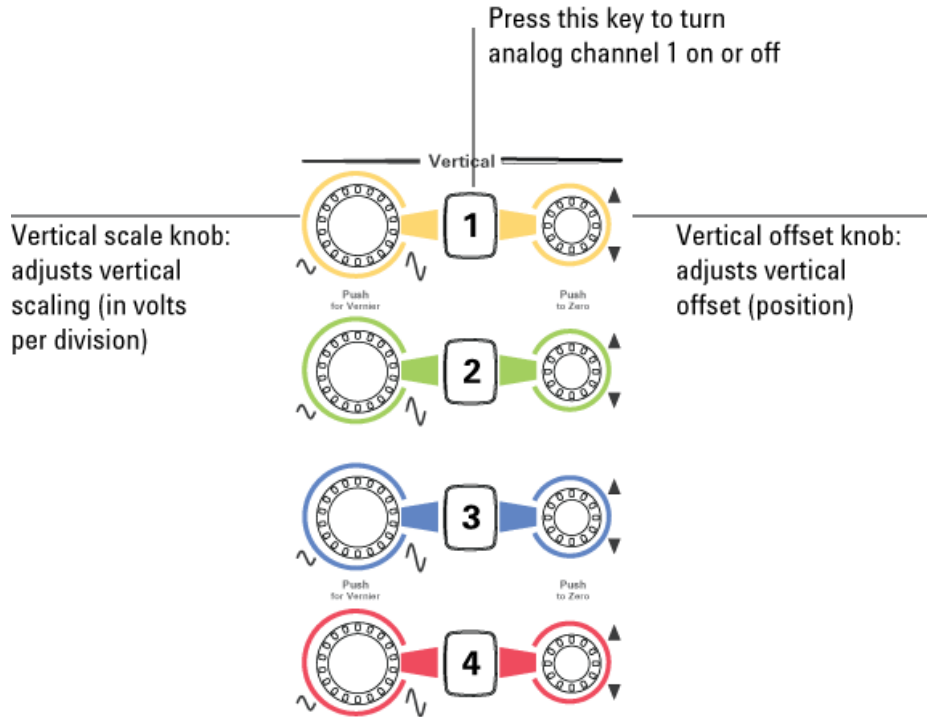 Press this key to turn
analog channel 1 on or off
Vertical
1
Vertical scale knob:
adjusts vertical
scaling (in volts
per division)
Vertical offset knob:
adjusts vertical
offset (position)
Push
for Vernier
Push
to Zero
2
3
Push
for Vernier
Push
to Zero
4